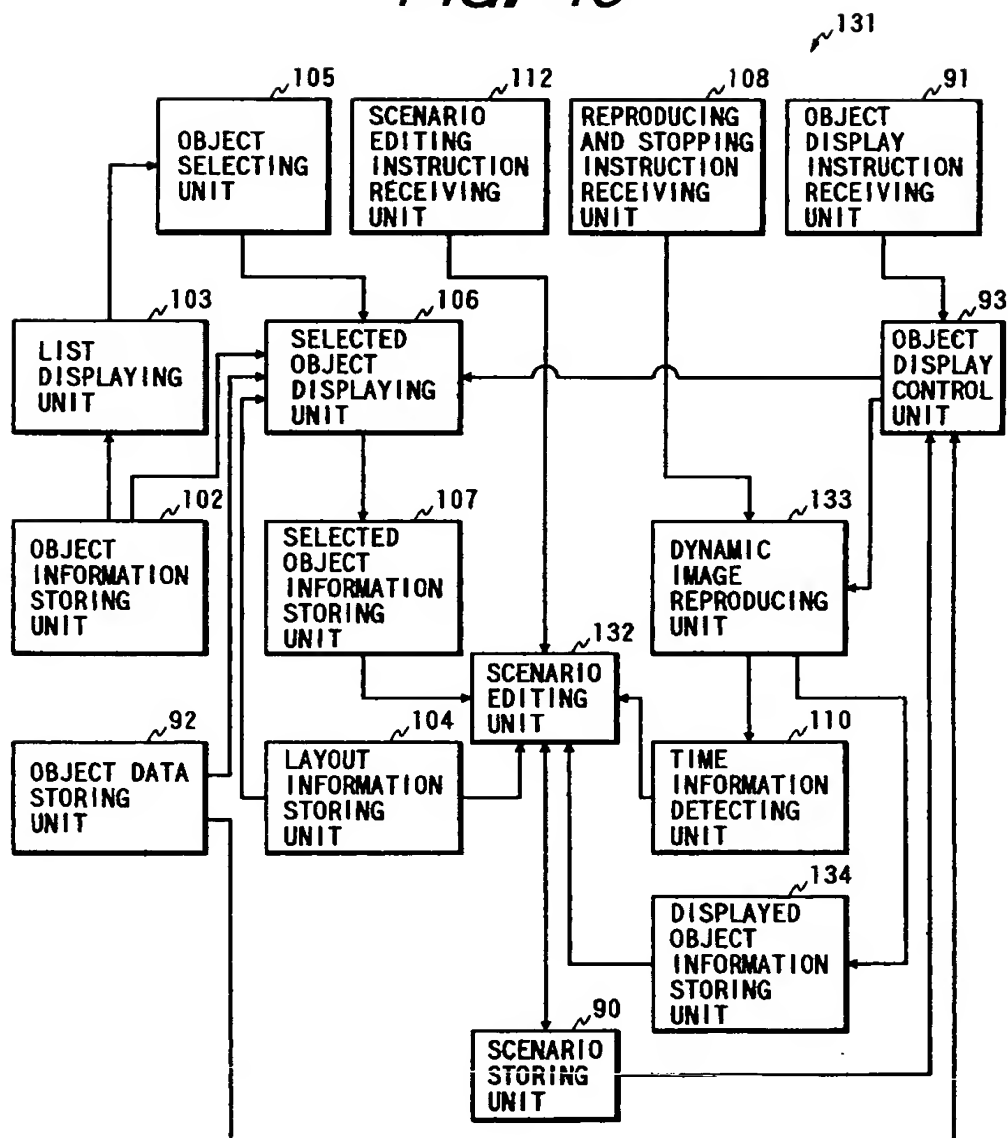 131
105
OBJECT
SELECTING
UNIT
112
SCENARIO
EDITING
INSTRUCTION
RECEIVING
UNIT
108
REPRODUCING
AND STOPPING
INSTRUCTION
RECEIVING
UNIT
91
OBJECT
DISPLAY
INSTRUCTION
RECEIVING
UNIT
103
LIST
DISPLAYING
UNIT
106
SELECTED
OBJECT
DISPLAYING
UNIT
93
OBJECT
DISPLAY
CONTROL
UNIT
102
OBJECT
INFORMATION
STORING
UNIT
107
SELECTED
OBJECT
INFORMATION
STORING
UNIT
133
DYNAMIC
IMAGE
REPRODUCING
UNIT
132
SCENARIO
EDITING
UNIT
92
OBJECT DATA
STORING
UNIT
104
LAYOUT
INFORMATION
STORING
UNIT
110
TIME
INFORMATION
DETECTING
UNIT
134
DISPLAYED
OBJECT
INFORMATION
STORING
UNIT
90
SCENARIO
STORING
UNIT